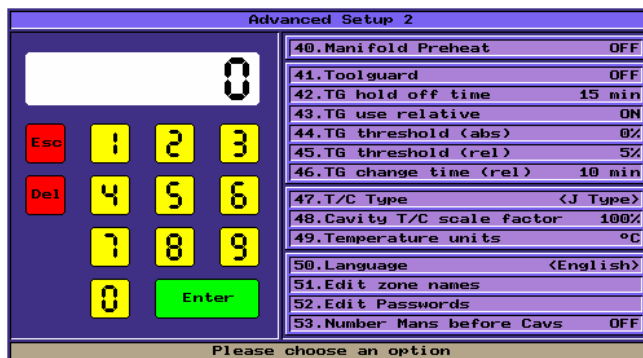 Advanced Setup 2
0
Esc 1 2 3
Del 4 5 6
7 8 9
0 Enter
40.Manifold Preheat OFF
41.Toolguard OFF
42.TG hold off time 15 min
43.TG use relative ON
44.TG threshold (abs) 0%
45.TG threshold (rel) 5%
46.TG change time (rel) 10 min
47.T/C Type <J Type>
48.Cavity T/C scale factor 100%
49.Temperature units ºC
50.Language <English>
51.Edit zone names
52.Edit Passwords
53.Number Mans before Cavs OFF
Please choose an option